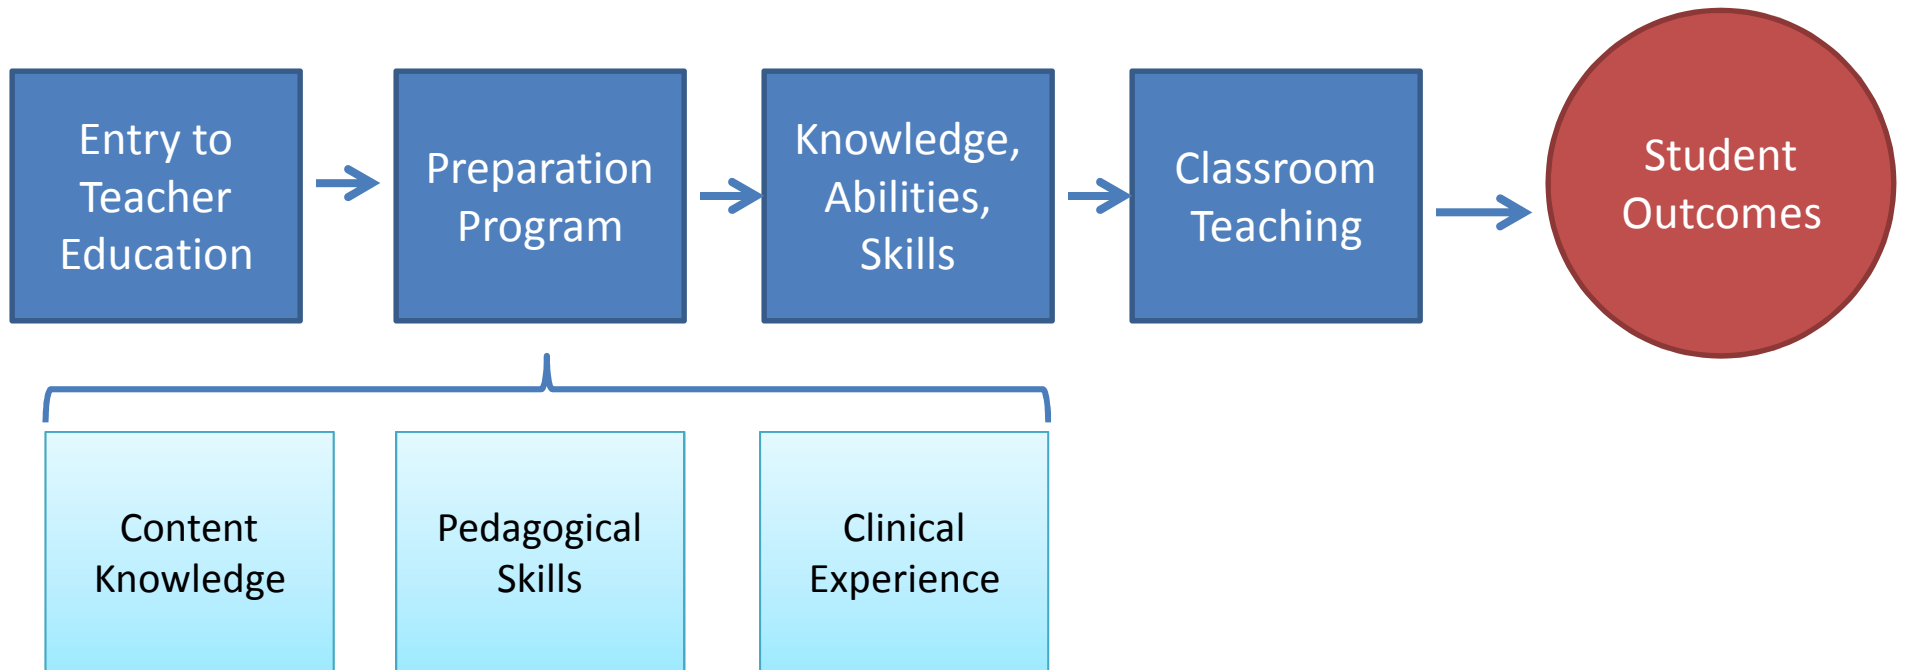 Entry to
Teacher
Education
Preparation
Program
Knowledge,
Abilities,
Skills
Classroom
Teaching
Student
Outcomes
Content
Knowledge
Pedagogical
Skills
Clinical
Experience